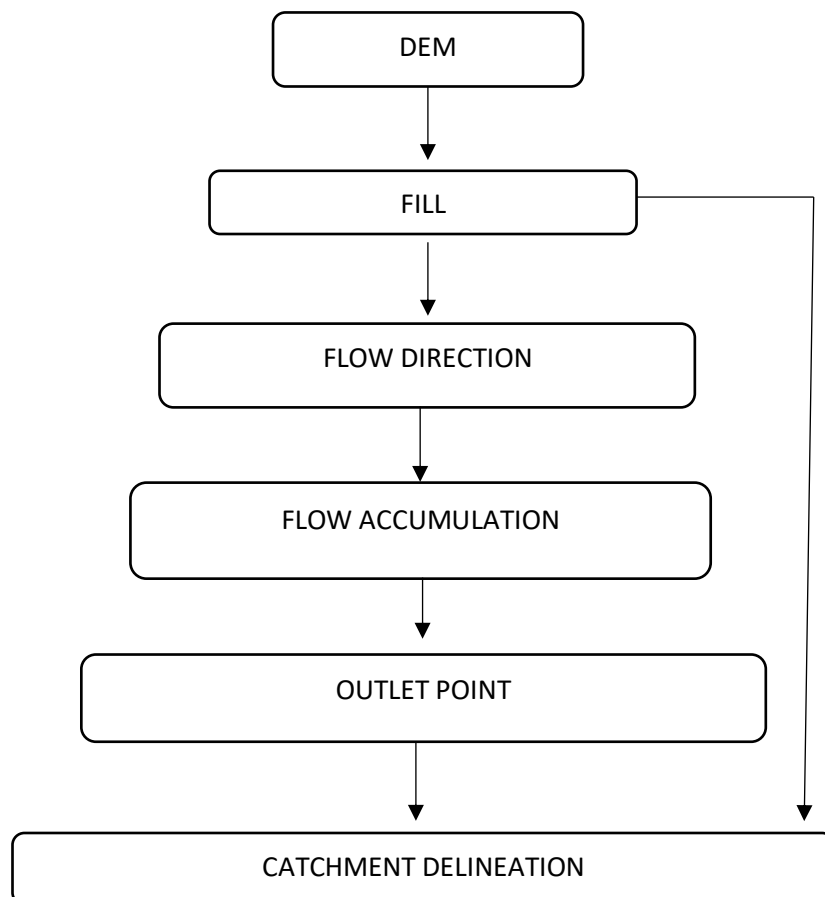 DEM
FILL
FLOW DIRECTION
FLOW ACCUMULATION
OUTLET POINT
CATCHMENT DELINEATION